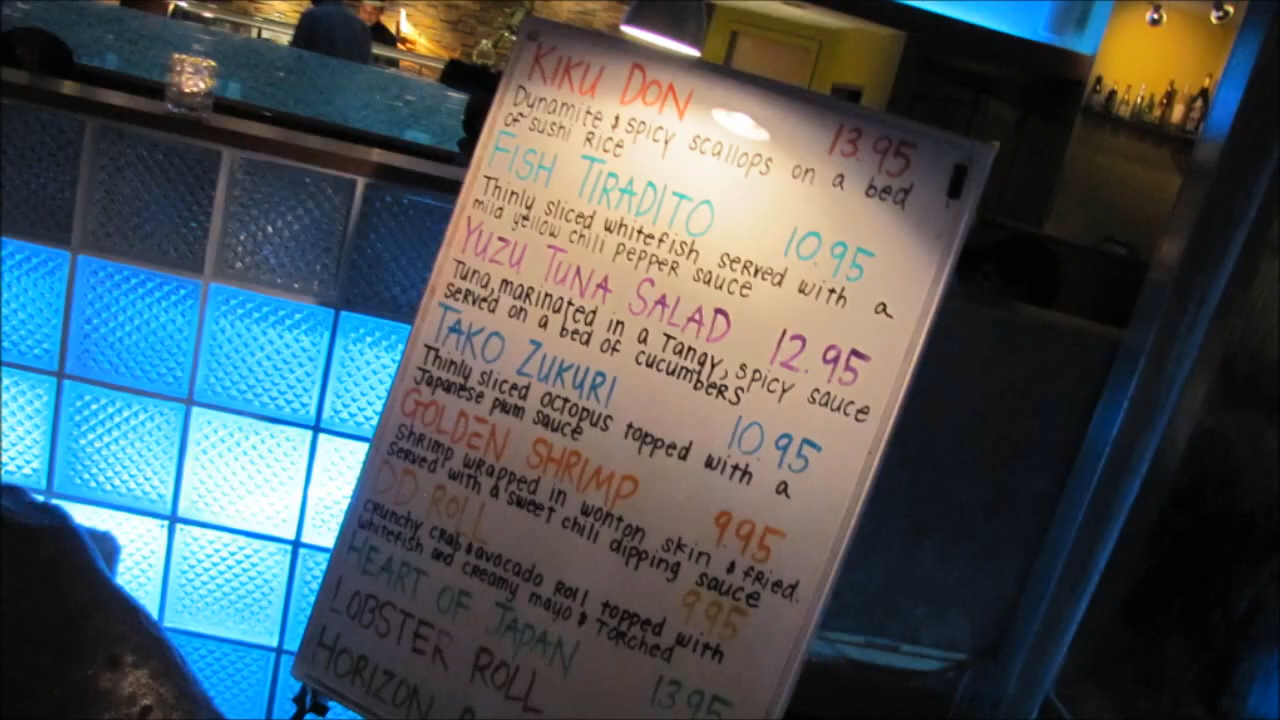 KIKU DON 13.95
Dynamite & spicy scallops on a bed
of sushi Rice
FISH TIRADITO 10.95
Thinly sliced whitefish served with a
mild yellow chili pepper sauce
YUZU TUNA SALAD 12.95
Tuna, marinated in a Tangy, spicy sauce
served on a bed of cucumbers
TAKO ZUKURI 10.95
Thinly sliced octopus topped with a
Japanese plum sauce
GOLDEN SHRIMP 9.95
shrimp wrapped in wonton skin & fried.
served with a sweet chili dipping sauce
DD ROLL 9.95
crunchy crab & avocado roll topped with
whitefish and creamy mayo & Torched
HEART OF JAPAN 13.95
LOBSTER ROLL
HORIZON